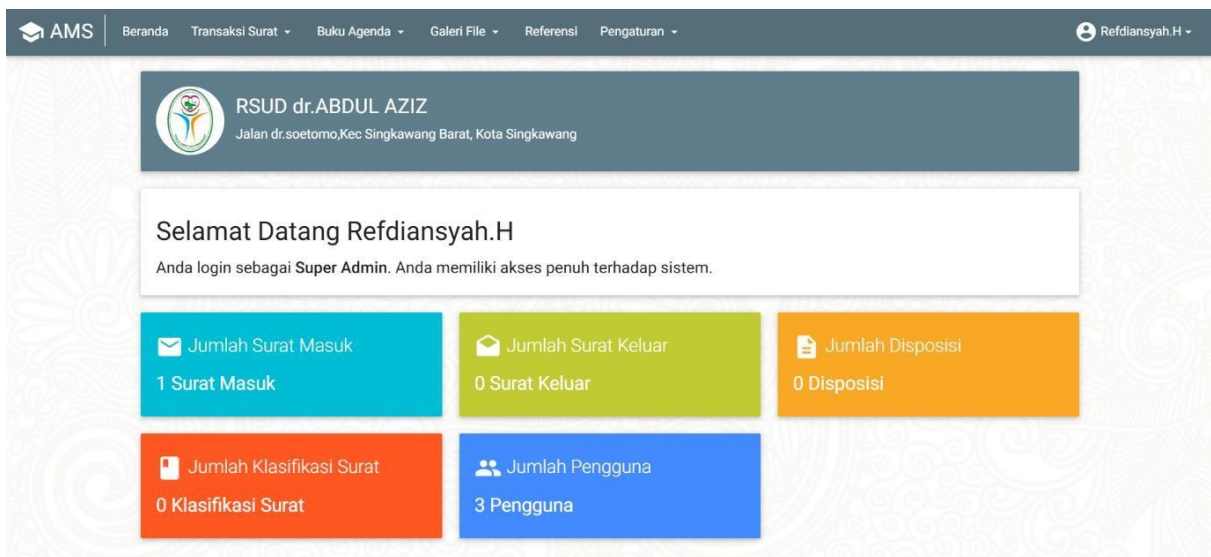 AMS Beranda Transaksi Surat Buku Agenda Galeri File Referensi Pengaturan Refdiansyah.H
RSUD dr.ABDUL AZIZ
Jalan dr.soetomo,Kec Singkawang Barat, Kota Singkawang
Selamat Datang Refdiansyah.H
Anda login sebagai Super Admin. Anda memiliki akses penuh terhadap sistem.
Jumlah Surat Masuk
1 Surat Masuk
Jumlah Surat Keluar
0 Surat Keluar
Jumlah Disposisi
0 Disposisi
Jumlah Klasifikasi Surat
0 Klasifikasi Surat
Jumlah Pengguna
3 Pengguna